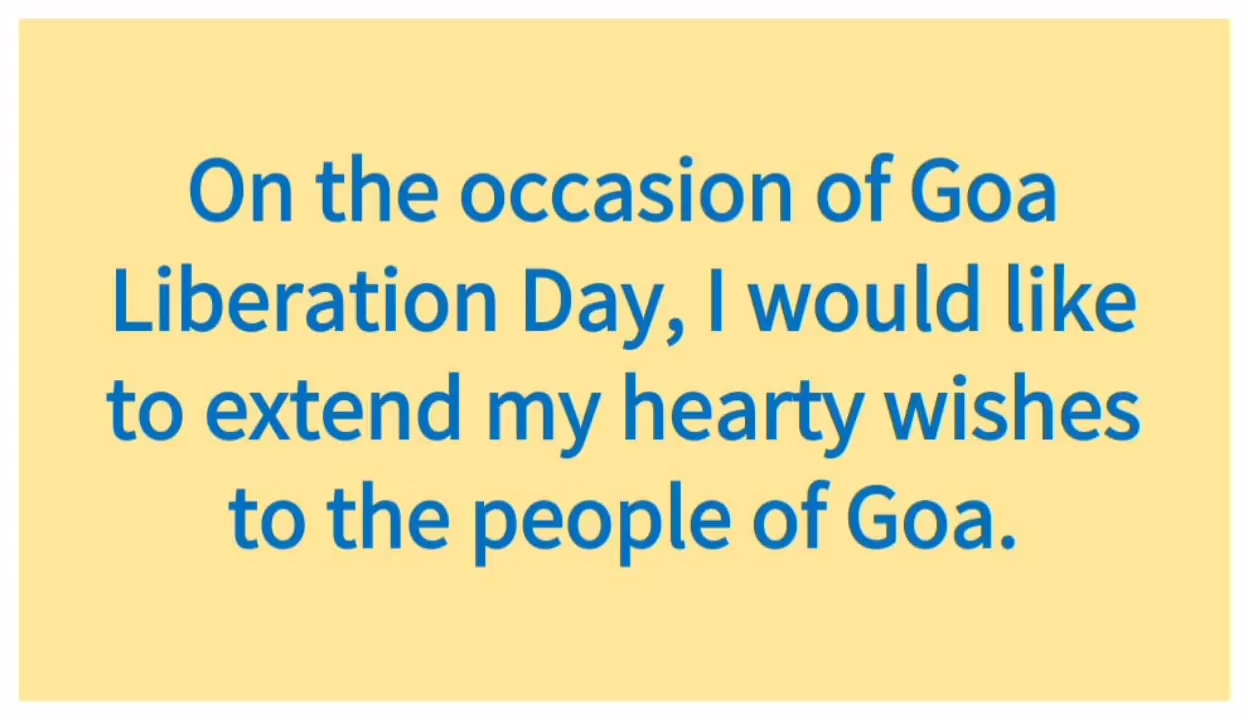 On the occasion of Goa
Liberation Day, I would like
to extend my hearty wishes
to the people of Goa.